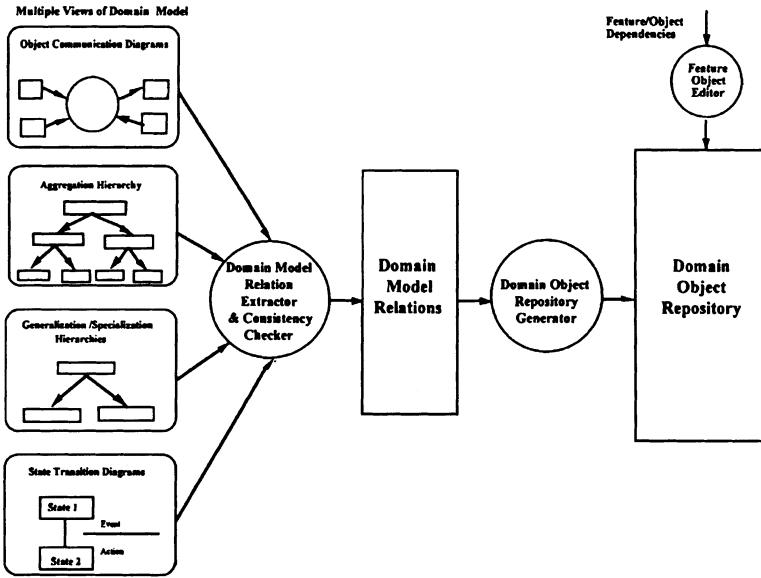 Multiple Views of Domain Model
Object Communication Diagrams
Aggregation Hierarchy
Generalization /Specialization
Hierarchies
State Transition Diagrams
State 1
Event
Action
State 2
Domain Model
Relation
Extractor
& Consistency
Checker
Domain
Model
Relations
Domain Object
Repository
Generator
Feature/Object
Dependencies
Feature
Object
Editor
Domain
Object
Repository